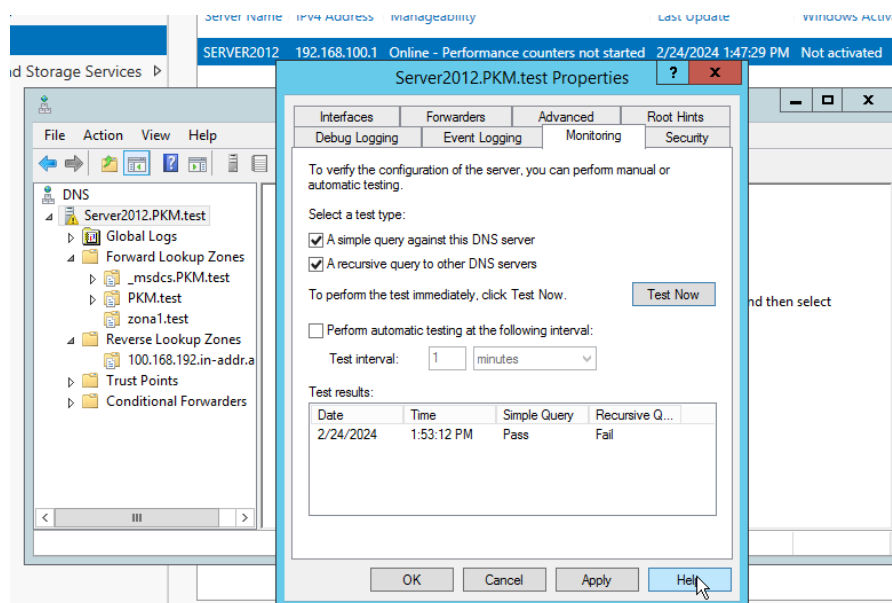 Server Name IPv4 Address Manageability Last Update Windows Activ
SERVER2012 192.168.100.1 Online - Performance counters not started 2/24/2024 1:47:29 PM Not activated
d Storage Services
Server2012.PKM.test Properties ? X
File Action View Help
DNS
Server2012.PKM.test
Global Logs
Forward Lookup Zones
_msdcs.PKM.test
PKM.test
zona1.test
Reverse Lookup Zones
100.168.192.in-addr.a
Trust Points
Conditional Forwarders
Interfaces Forwarders Advanced Root Hints
Debug Logging Event Logging Monitoring Security
To verify the configuration of the server, you can perform manual or
automatic testing.
Select a test type:
A simple query against this DNS server
A recursive query to other DNS servers
To perform the test immediately, click Test Now. Test Now
Perform automatic testing at the following interval:
Test interval: 1 minutes
Test results:
Date Time Simple Query Recursive Q...
2/24/2024 1:53:12 PM Pass Fail
OK Cancel Apply Help
nd then select